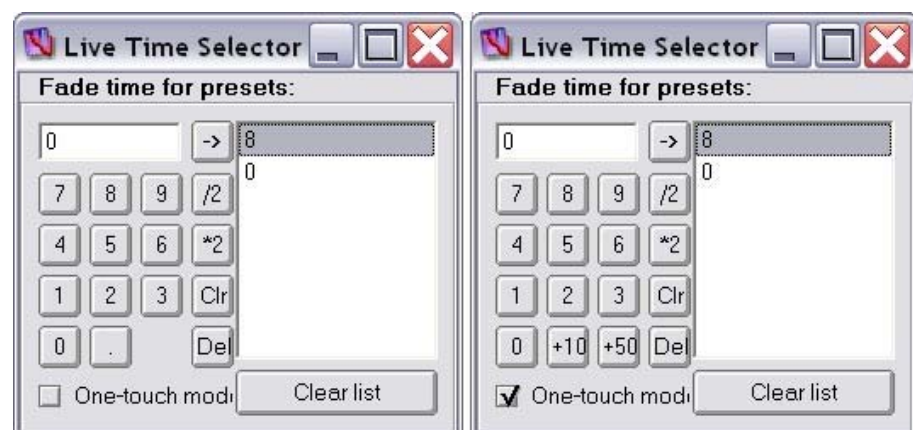 Live Time Selector
Fade time for presets:
0 -> 8
0
7 8 9 /2
4 5 6 *2
1 2 3 Clr
0 . Del
One-touch mod Clear list
Live Time Selector
Fade time for presets:
0 -> 8
0
7 8 9 /2
4 5 6 *2
1 2 3 Clr
0 +10 +50 Del
One-touch mod Clear list